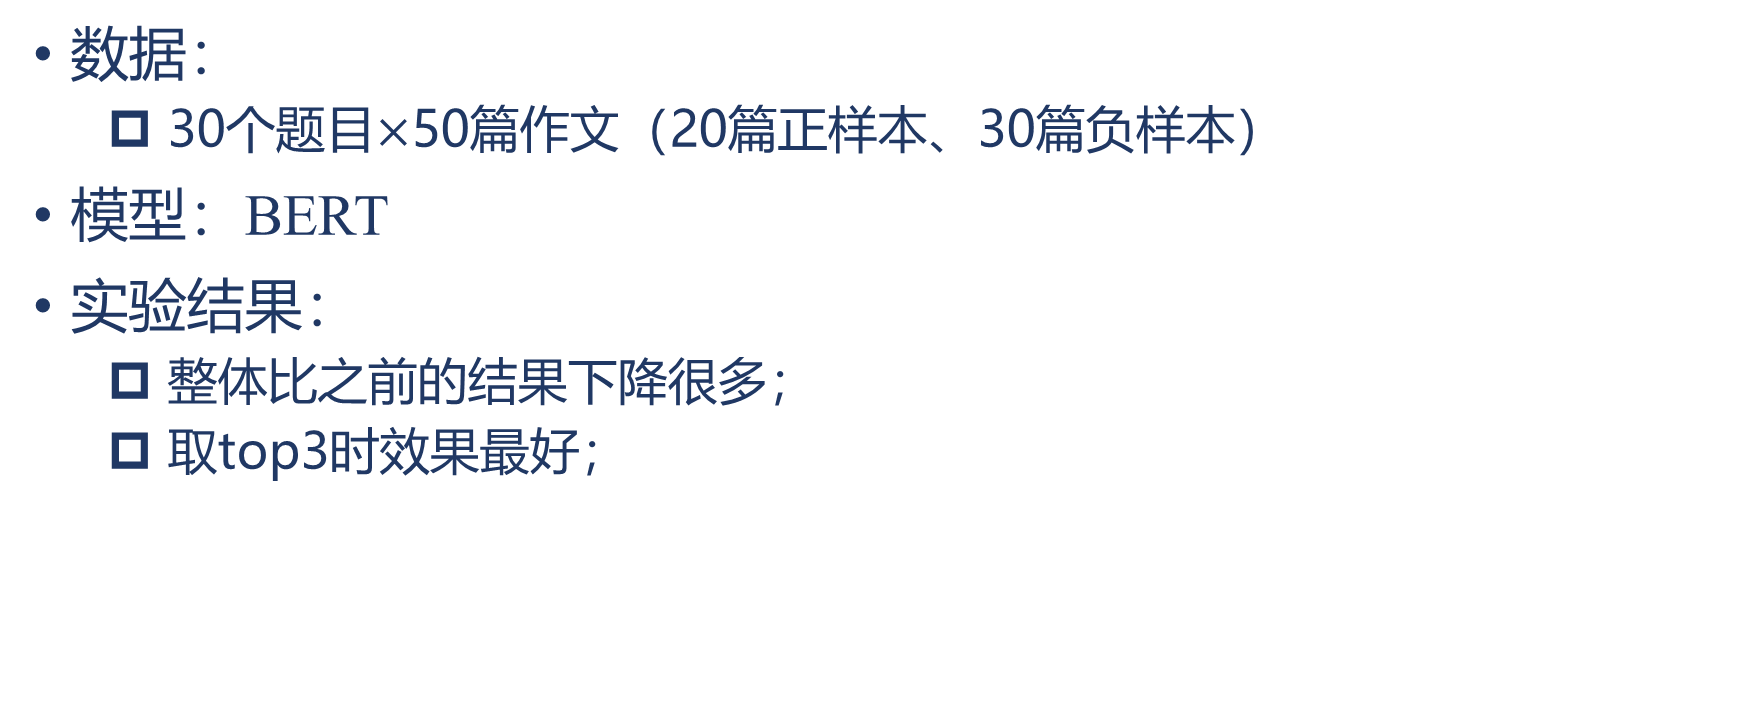 • 数据：
❑ 30个题目×50篇作文（20篇正样本、30篇负样本）
• 模型：BERT
• 实验结果：
❑ 整体比之前的结果下降很多；
❑ 取top3时效果最好；